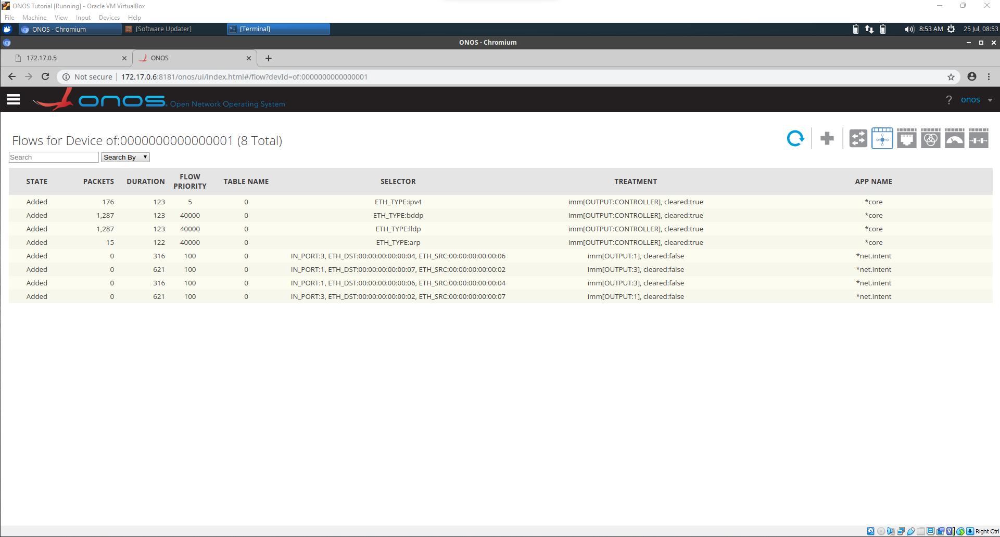 ONOS Tutorial [Running] - Oracle VM VirtualBox
File Machine View Input Devices Help
ONOS - Chromium [Software Updater] [Terminal] 8:53 AM 25 Jul, 08:53
ONOS - Chromium
172.17.0.5 ONOS
Not secure 172.17.0.6:8181/onos/ui/index.html#/flow?devId=of:0000000000000001
onos Open Network Operating System ? onos
Flows for Device of:0000000000000001 (8 Total)
Search Search By
STATE PACKETS DURATION FLOW PRIORITY TABLE NAME SELECTOR TREATMENT APP NAME
Added 176 123 5 0 ETH_TYPE:ipv4 imm[OUTPUT:CONTROLLER], cleared:true *core
Added 1,287 123 40000 0 ETH_TYPE:bddp imm[OUTPUT:CONTROLLER], cleared:true *core
Added 1,287 123 40000 0 ETH_TYPE:lldp imm[OUTPUT:CONTROLLER], cleared:true *core
Added 15 122 40000 0 ETH_TYPE:arp imm[OUTPUT:CONTROLLER], cleared:true *core
Added 0 316 100 0 IN_PORT:3, ETH_DST:00:00:00:00:00:04, ETH_SRC:00:00:00:00:00:06 imm[OUTPUT:1], cleared:false *net.intent
Added 0 621 100 0 IN_PORT:1, ETH_DST:00:00:00:00:00:07, ETH_SRC:00:00:00:00:00:02 imm[OUTPUT:3], cleared:false *net.intent
Added 0 316 100 0 IN_PORT:1, ETH_DST:00:00:00:00:00:06, ETH_SRC:00:00:00:00:00:04 imm[OUTPUT:3], cleared:false *net.intent
Added 0 621 100 0 IN_PORT:3, ETH_DST:00:00:00:00:00:02, ETH_SRC:00:00:00:00:00:07 imm[OUTPUT:1], cleared:false *net.intent
Right Ctrl